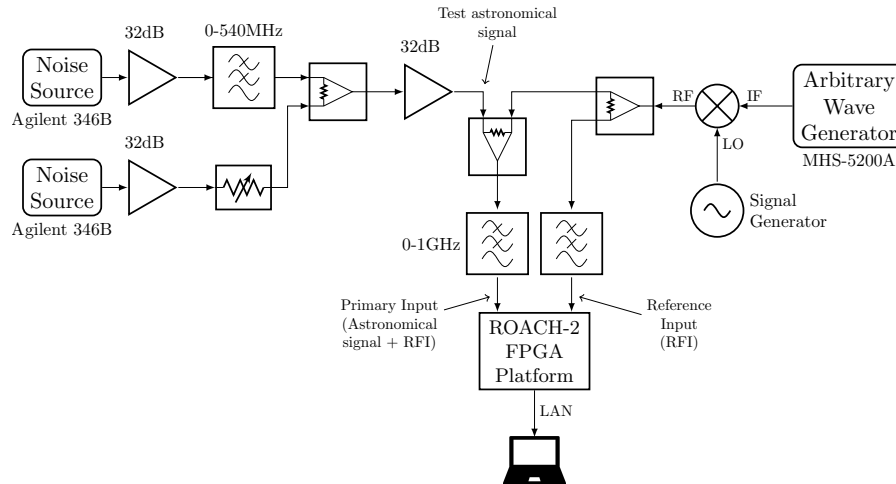 32dB
0-540MHz
Noise
Source
Agilent 346B
32dB
Noise
Source
Agilent 346B
32dB
Test astronomical
signal
RF
IF
LO
Arbitrary
Wave
Generator
MHS-5200A
Signal
Generator
0-1GHz
Primary Input
(Astronomical
signal + RFI)
Reference
Input
(RFI)
ROACH-2
FPGA
Platform
LAN